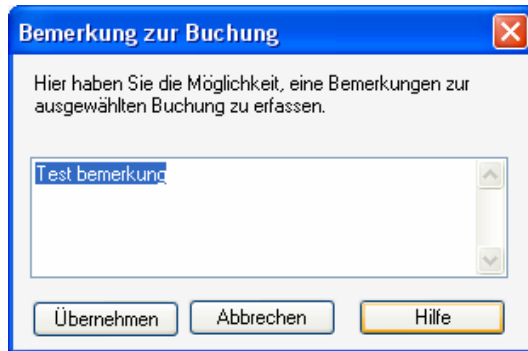 Bemerkung zur Buchung
Hier haben Sie die Möglichkeit, eine Bemerkungen zur
ausgewählten Buchung zu erfassen.
Test bemerkung
Übernehmen Abbrechen Hilfe